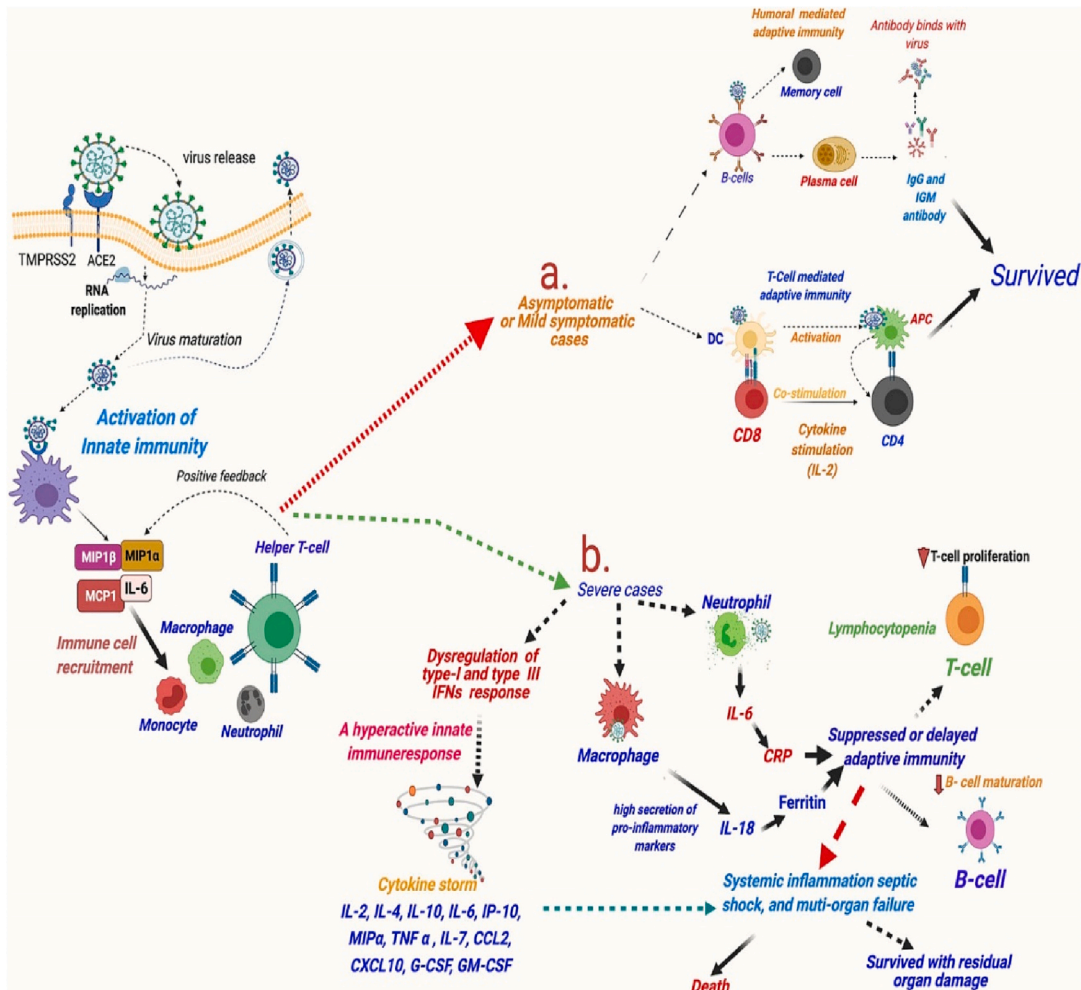 virus release
TMPRSS2
ACE2
RNA
replication
Virus maturation
Activation of
Innate immunity
Positive feedback
MIP1β
MIP1α
MCP1
IL-6
Helper T-cell
Immune cell
recruitment
Macrophage
Monocyte
Neutrophil
a.
Asymptomatic
or Mild symptomatic
cases
Humoral mediated
adaptive immunity
Memory cell
B-cells
Plasma cell
Antibody binds with
virus
IgG and
IGM
antibody
Survived
T-Cell mediated
adaptive immunity
DC
Activation
APC
Co-stimulation
CD8
Cytokine
stimulation
(IL-2)
CD4
b.
Severe cases
Dysregulation of
type-I and type III
IFNs response
A hyperactive innate
immuneresponse
Cytokine storm
IL-2, IL-4, IL-10, IL-6, IP-10,
MIPα, TNF α , IL-7, CCL2,
CXCL10, G-CSF, GM-CSF
Macrophage
high secretion of
pro-inflammatory
markers
IL-18
Ferritin
Neutrophil
IL-6
CRP
Suppressed or delayed
adaptive immunity
T-cell proliferation
Lymphocytopenia
T-cell
B- cell maturation
B-cell
Systemic inflammation septic
shock, and muti-organ failure
Death
Survived with residual
organ damage